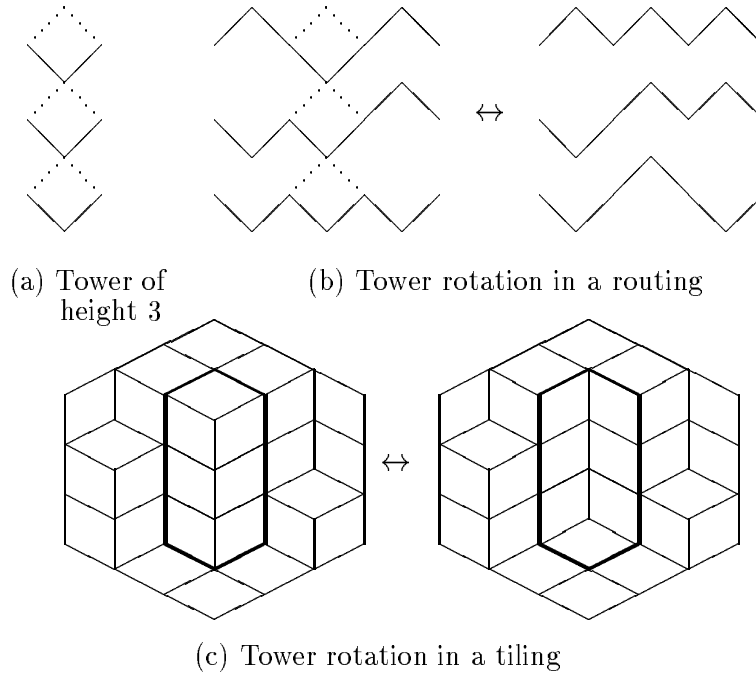 (a) Tower of
height 3
(b) Tower rotation in a routing
(c) Tower rotation in a tiling